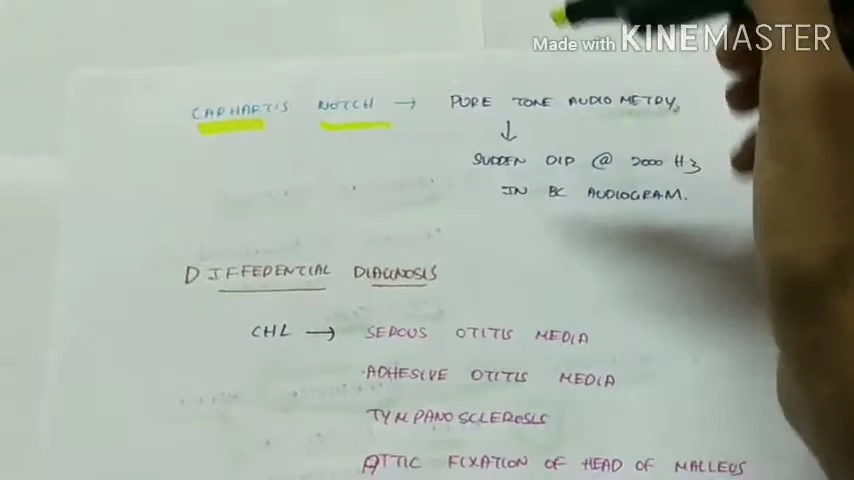 Made with KINEMASTER
CARHARTIS NOTCH → PURE TONE AUDIOMETRY
↓
SUDDEN DIP @ 2000 Hz
IN BC AUDIOGRAM.
DIFFERENTIAL DIAGNOSIS
CHL → SEROUS OTITIS MEDIA
ADHESIVE OTITIS MEDIA
TYMPANOSCLEROSIS
ATTIC FIXATION OF HEAD OF MALLEUS